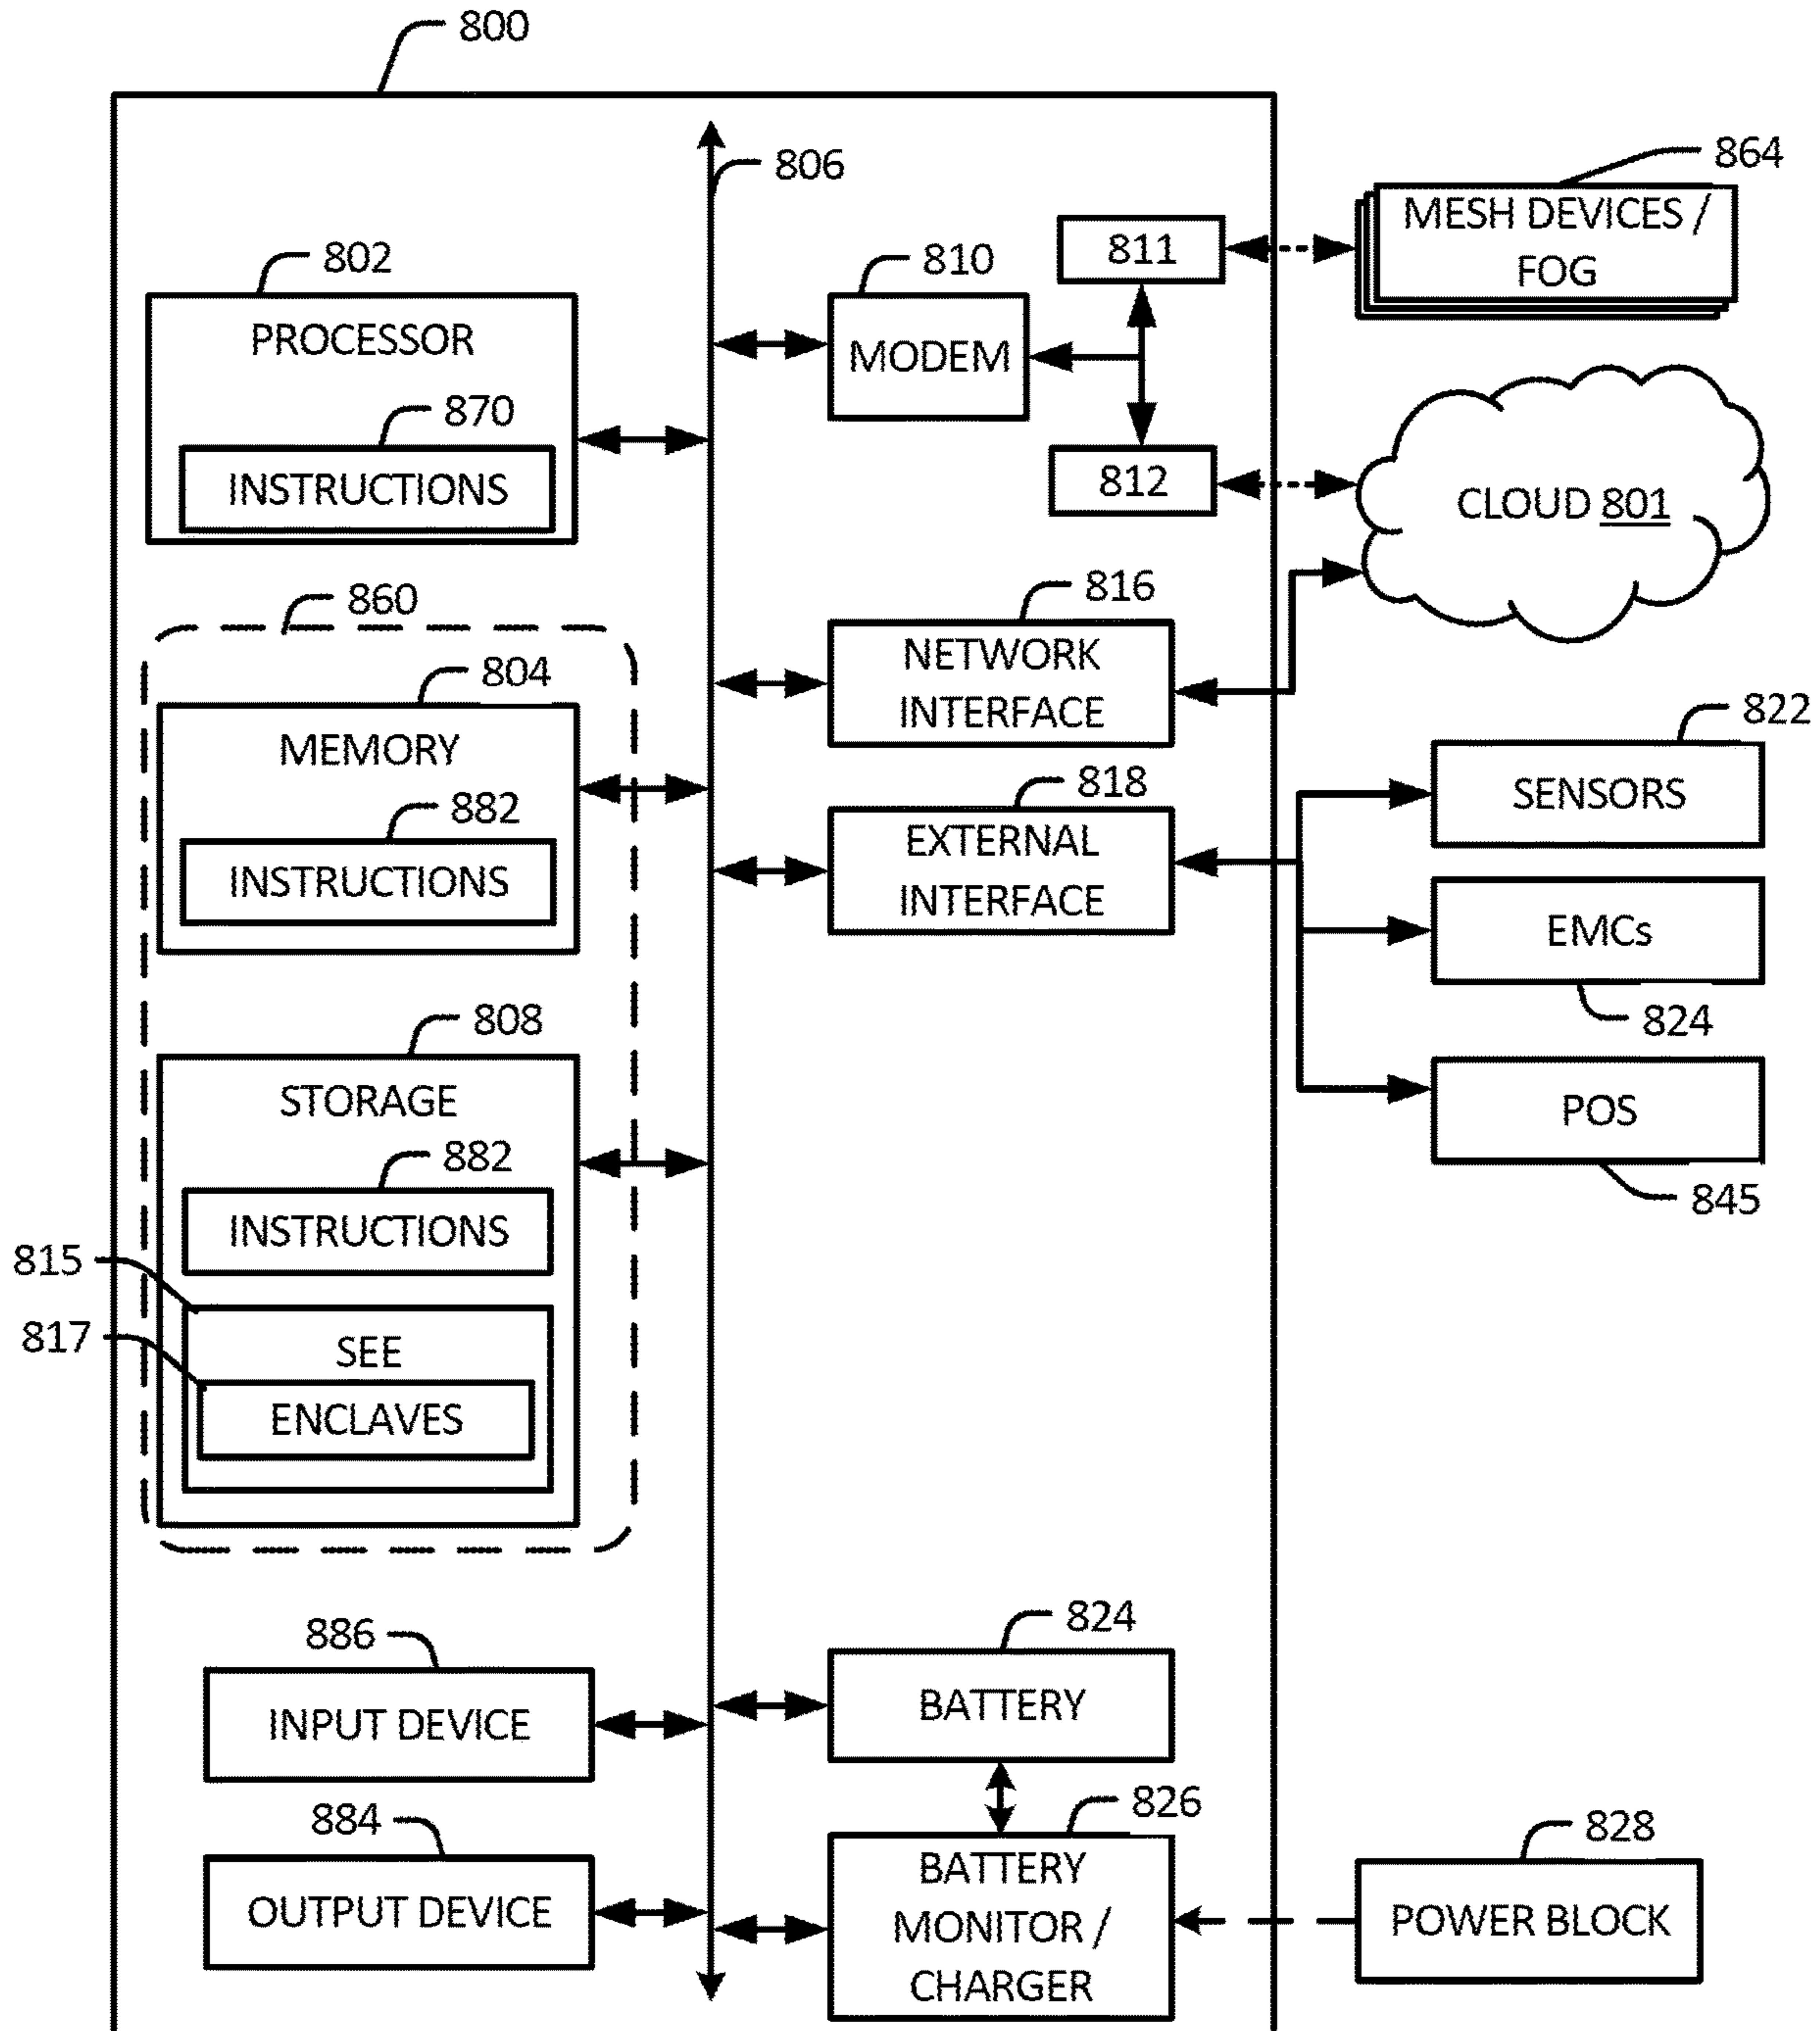 800
806
864
MESH DEVICES /
FOG
802
PROCESSOR
870
INSTRUCTIONS
810
MODEM
811
812
CLOUD 801
860
804
MEMORY
882
INSTRUCTIONS
816
NETWORK
INTERFACE
818
EXTERNAL
INTERFACE
822
SENSORS
EMCs
824
POS
845
808
STORAGE
882
INSTRUCTIONS
815
SEE
817
ENCLAVES
886
INPUT DEVICE
884
OUTPUT DEVICE
824
BATTERY
826
BATTERY
MONITOR /
CHARGER
828
POWER BLOCK